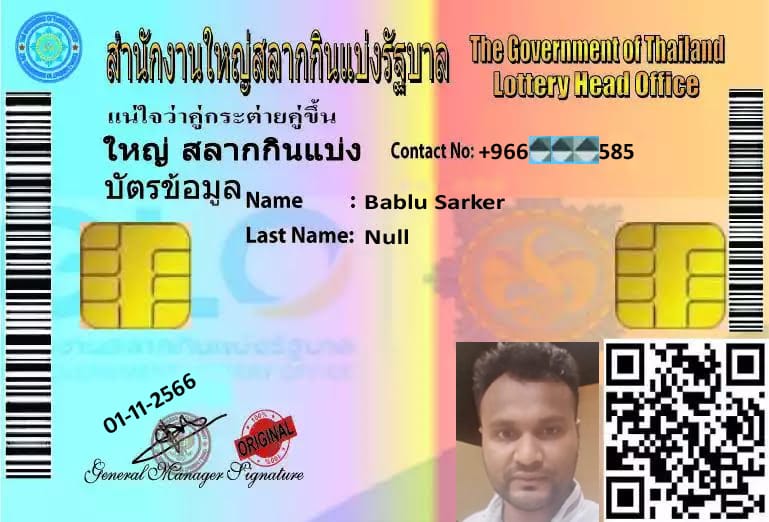 สำนักงานใหญ่สลากกินแบ่งรัฐบาล
The Government of Thailand
Lottery Head Office
แน่ใจว่าคู่กระต่ายคู่ขึ้น
ใหญ่ สลากกินแบ่ง
Contact No: +966 585
บัตรข้อมูล
Name : Bablu Sarker
Last Name: Null
01-11-2566
100%
ORIGINAL
100%
General Manager Signature